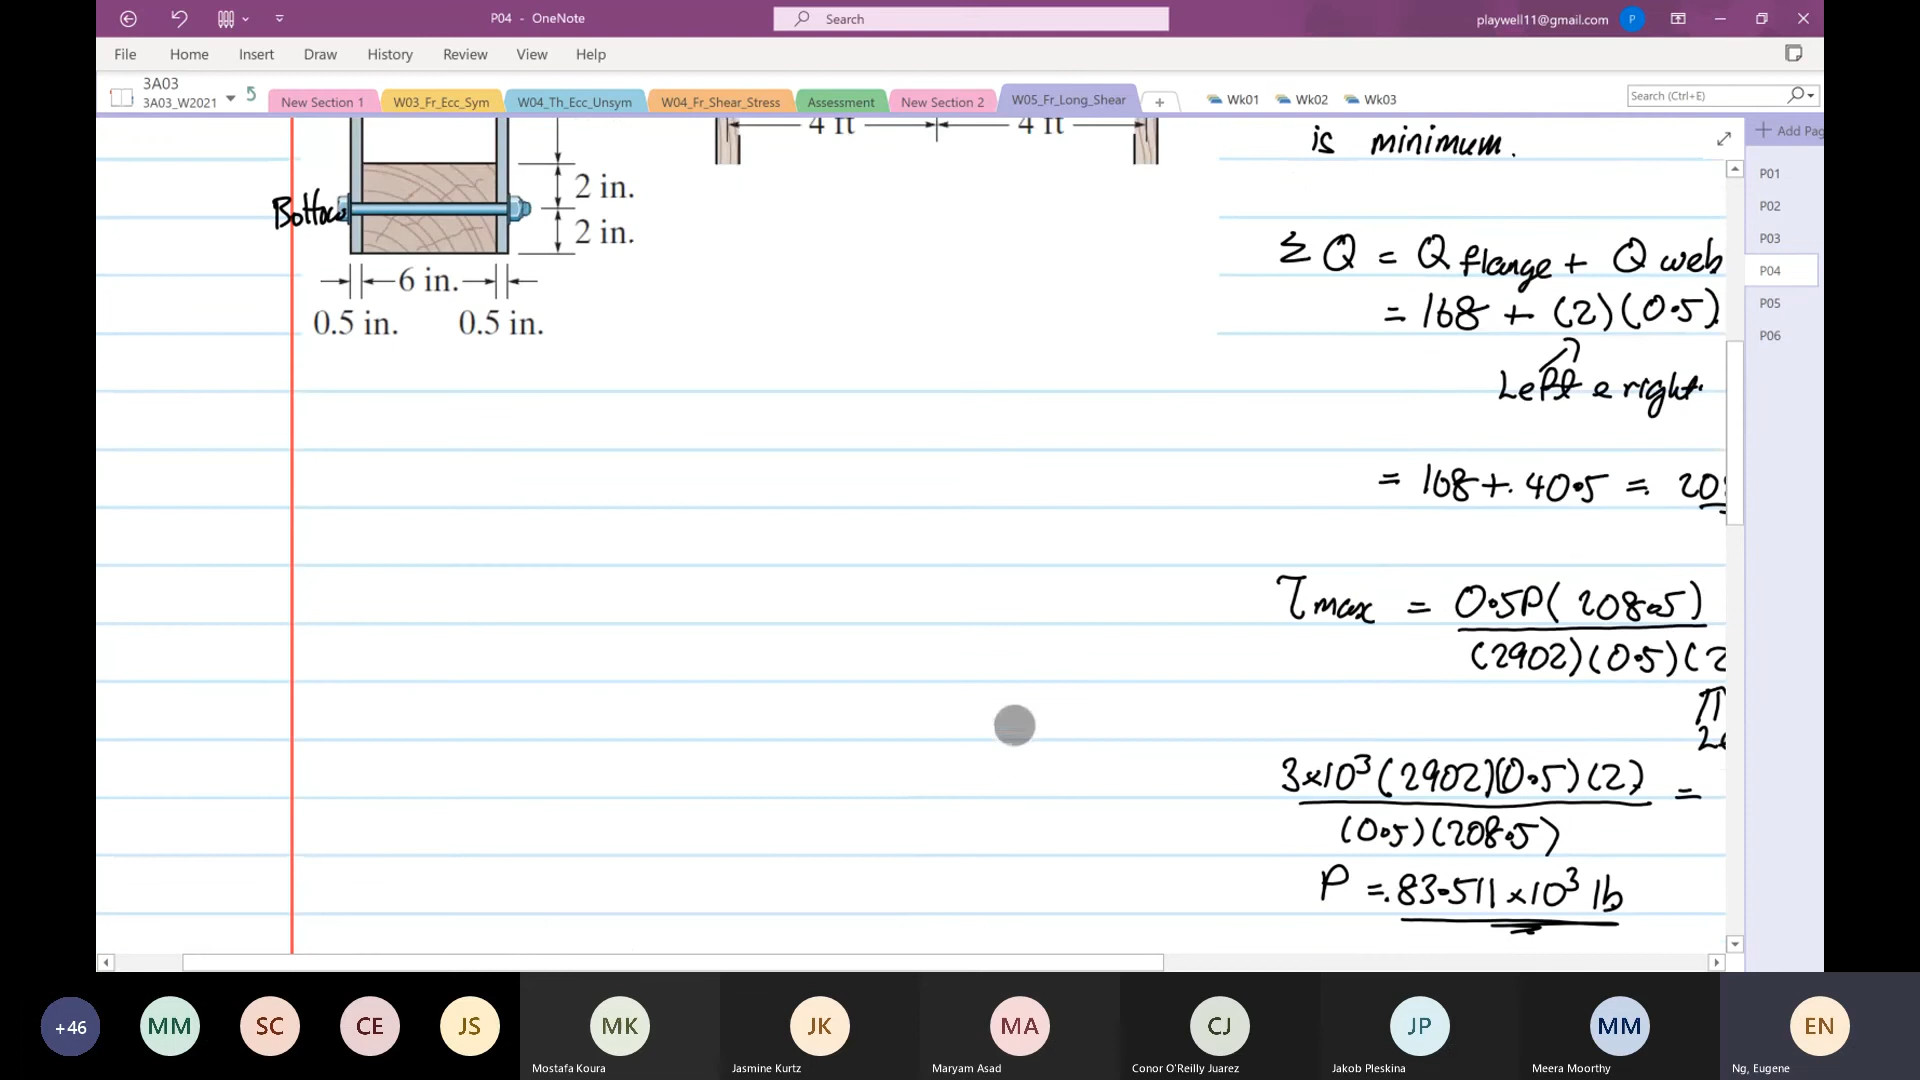 P04 - OneNote
Search
playwell11@gmail.com
P
File Home Insert Draw History Review View Help
3A03
3A03_W2021
New Section 1
W03_Fr_Ecc_Sym
W04_Th_Ecc_Unsym
W04_Fr_Shear_Stress
Assessment
New Section 2
W05_Fr_Long_Shear
+
Wk01
Wk02
Wk03
Search (Ctrl+E)
Add Pag
P01
P02
P03
P04
P05
P06
4 ft 4 ft
is minimum.
2 in.
Bottom
2 in.
6 in.
0.5 in. 0.5 in.
Σ Q = Q flange + Q web
= 168 + (2)(0.5)
Left & right.
= 168 + 40.5 = 20
τmax = 0.5P(208.5)
(2902)(0.5)(2
3×10³(2902)(0.5)(2) =
(0.5)(208.5)
P = 83.511×10³ lb
+46
MM
SC
CE
JS
MK
JK
MA
CJ
JP
MM
EN
Mostafa Koura
Jasmine Kurtz
Maryam Asad
Conor O'Reilly Juarez
Jakob Pleskina
Meera Moorthy
Ng, Eugene